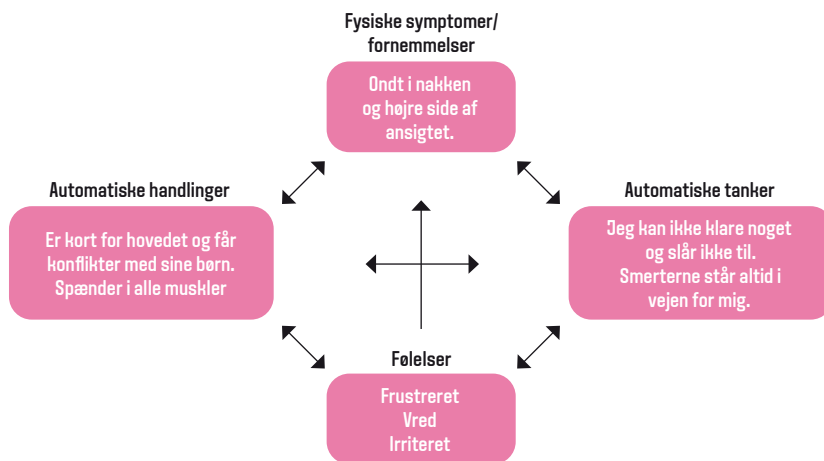 Fysiske symptomer/
fornemmelser
Ondt i nakken
og højre side af
ansigtet.
Automatiske handlinger
Er kort for hovedet og får
konflikter med sine børn.
Spænder i alle muskler
Automatiske tanker
Jeg kan ikke klare noget
og slår ikke til.
Smerterne står altid i
vejen for mig.
Følelser
Frustreret
Vred
Irriteret